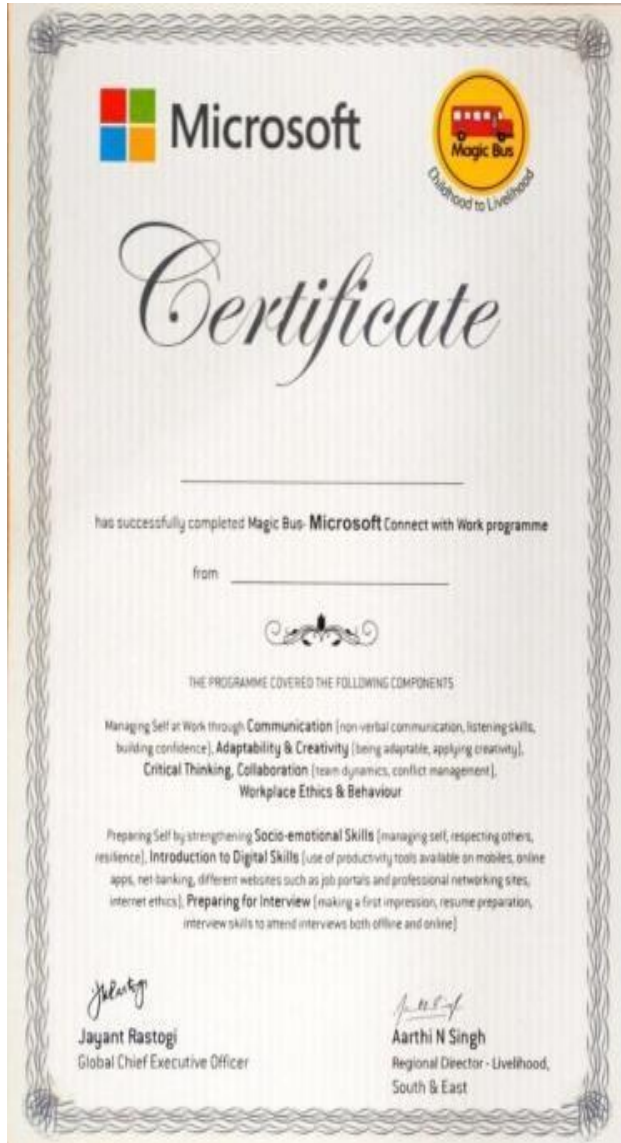 Microsoft
Magic Bus
Childhood to Livelihood
Certificate
has successfully completed Magic Bus- Microsoft Connect with Work programme
from
THE PROGRAMME COVERED THE FOLLOWING COMPONENTS
Managing Self at Work through Communication (non-verbal communication, listening skills,
building confidence), Adaptability & Creativity (being adaptable, applying creativity),
Critical Thinking, Collaboration (team dynamics, conflict management),
Workplace Ethics & Behaviour
Preparing Self by strengthening Socio-emotional Skills (managing self, respecting others,
resilience), Introduction to Digital Skills (use of productivity tools available on mobiles, online
apps, net-banking, different websites such as job portals and professional networking sites,
internet ethics), Preparing for Interview (making a first impression, resume preparation,
interview skills to attend interviews both offline and online)
Jayant Rastogi
Global Chief Executive Officer
Aarthi N Singh
Regional Director - Livelihood,
South & East